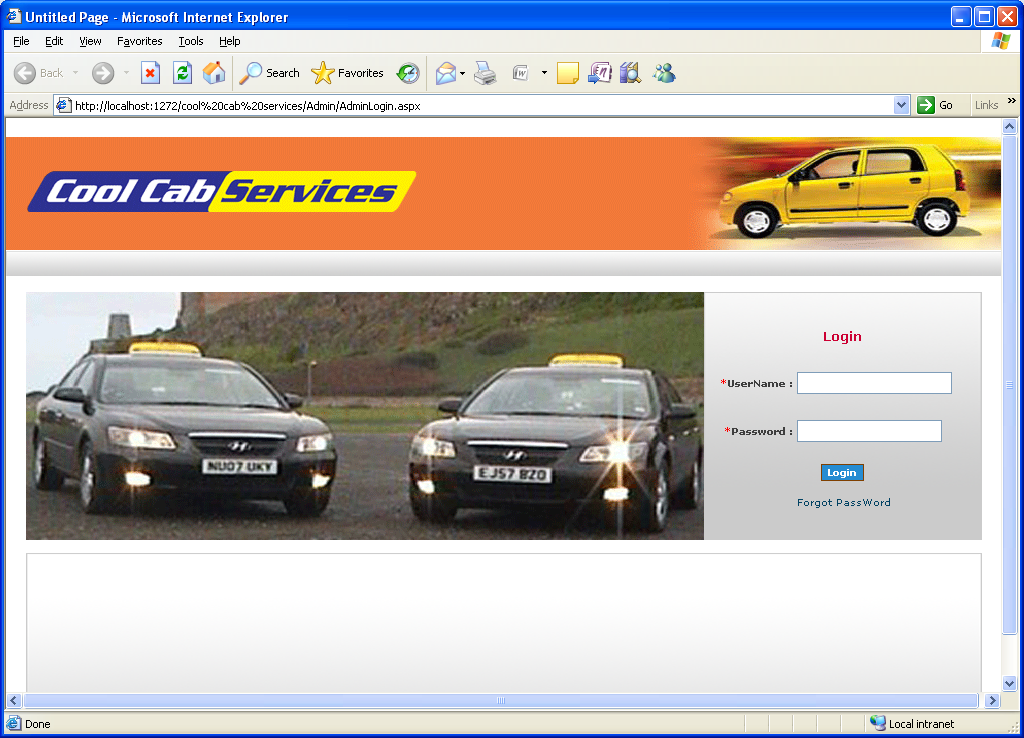 Untitled Page - Microsoft Internet Explorer
File Edit View Favorites Tools Help
Back Search Favorites
Address http://localhost:1272/cool%20cab%20services/Admin/AdminLogin.aspx Go Links »
Cool Cab Services
Login
*UserName :
*Password :
Login
Forgot PassWord
NU07 UKY
EJ57 BZO
Done Local intranet